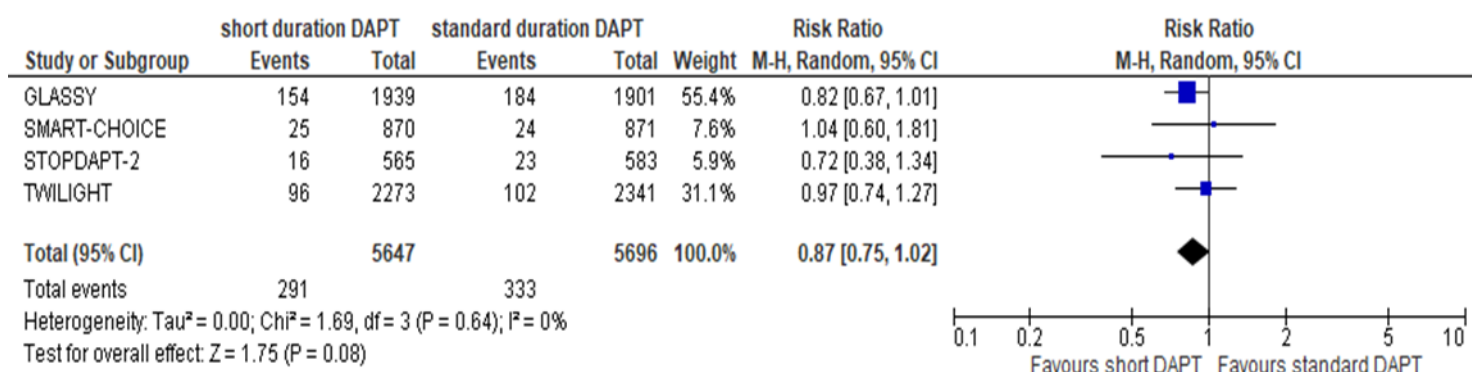 short duration DAPT standard duration DAPT Risk Ratio Risk Ratio
Study or Subgroup Events Total Events Total Weight M-H, Random, 95% CI M-H, Random, 95% CI
GLASSY 154 1939 184 1901 55.4% 0.82 [0.67, 1.01]
SMART-CHOICE 25 870 24 871 7.6% 1.04 [0.60, 1.81]
STOPDAPT-2 16 565 23 583 5.9% 0.72 [0.38, 1.34]
TWILIGHT 96 2273 102 2341 31.1% 0.97 [0.74, 1.27]
Total (95% CI) 5647 5696 100.0% 0.87 [0.75, 1.02]
Total events 291 333
Heterogeneity: Tau² = 0.00; Chi² = 1.69, df = 3 (P = 0.64); I² = 0%
Test for overall effect: Z = 1.75 (P = 0.08)
0.1 0.2 0.5 1 2 5 10
Favours short DAPT Favours standard DAPT